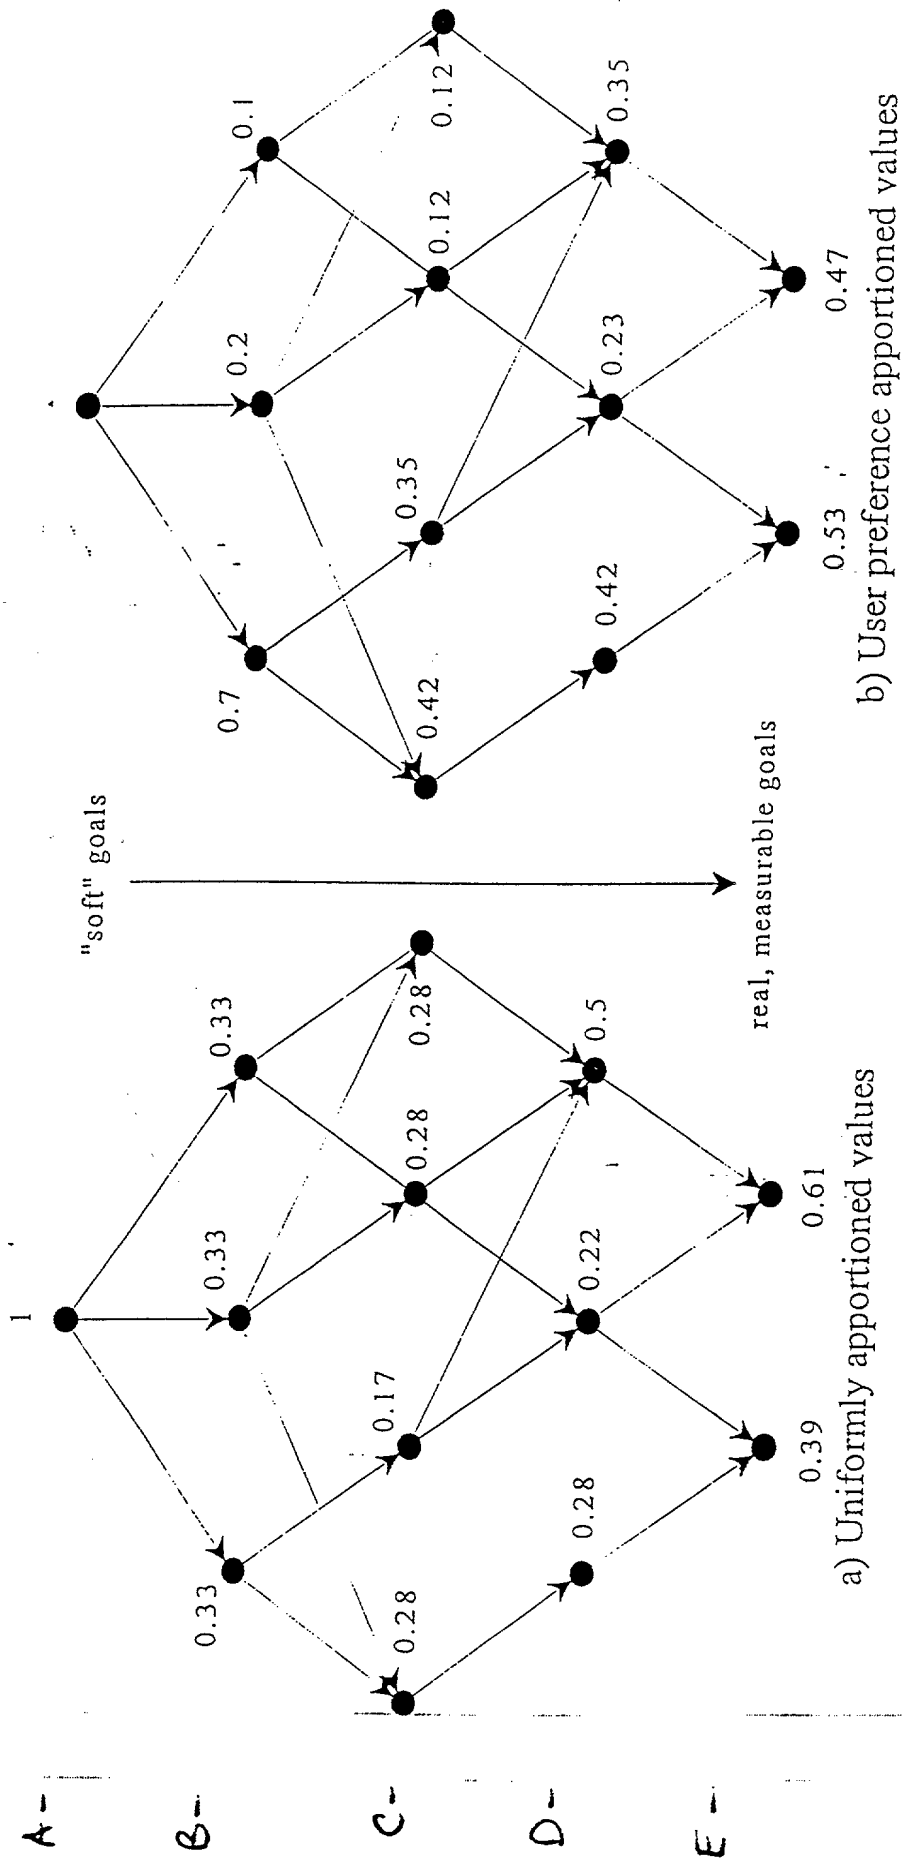 A-
B-
C-
D-
E-
1
0.33
0.33
0.33
0.28
0.17
0.28
0.28
0.28
0.22
0.5
0.39
0.61
a) Uniformly apportioned values
"soft" goals
real, measurable goals
0.7
0.2
0.1
0.42
0.35
0.12
0.12
0.42
0.23
0.35
0.53
0.47
b) User preference apportioned values